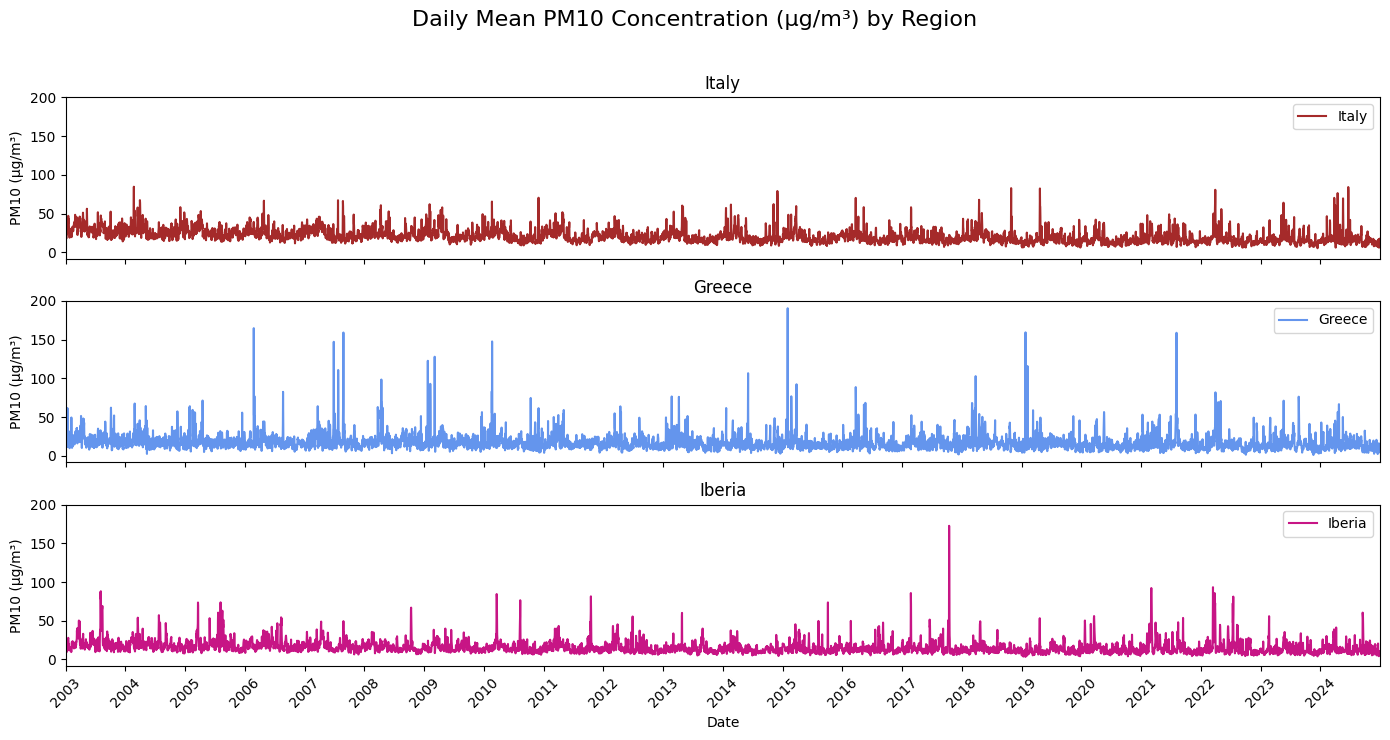 Daily Mean PM10 Concentration (µg/m³) by Region
Italy
PM10 (µg/m³)
200
150
100
50
0
Italy
Greece
PM10 (µg/m³)
200
150
100
50
0
Greece
Iberia
PM10 (µg/m³)
200
150
100
50
0
Iberia
2003 2004 2005 2006 2007 2008 2009 2010 2011 2012 2013 2014 2015 2016 2017 2018 2019 2020 2021 2022 2023 2024
Date